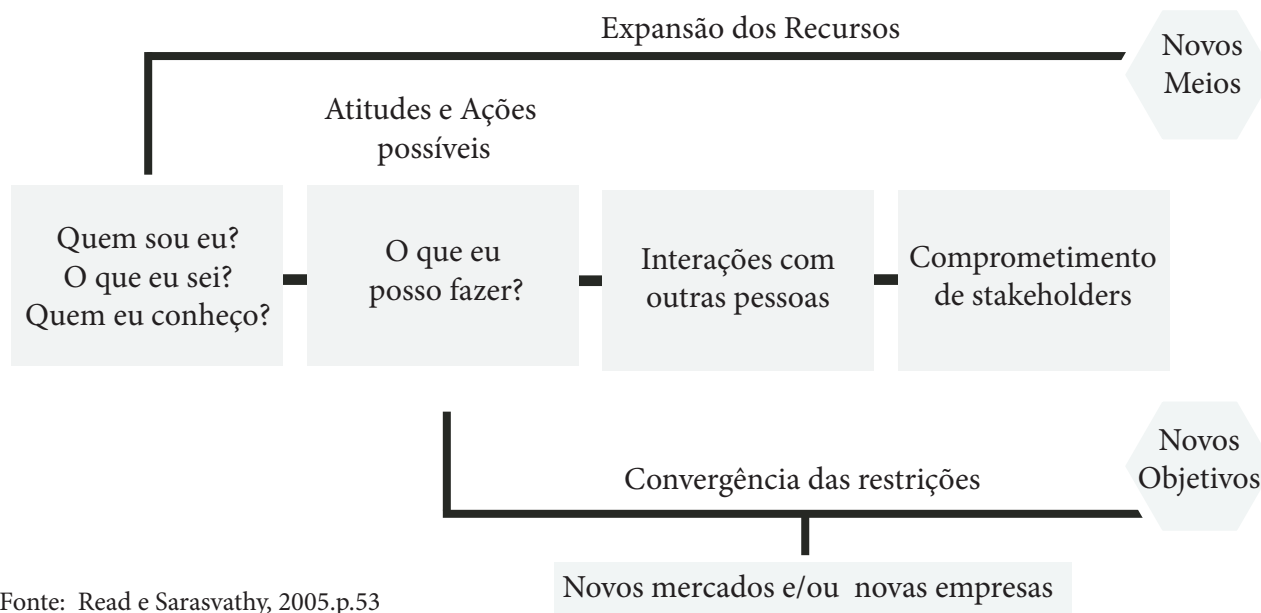 Expansão dos Recursos
Novos
Meios
Atitudes e Ações
possíveis
Quem sou eu?
O que eu sei?
Quem eu conheço?
O que eu
posso fazer?
Interações com
outras pessoas
Comprometimento
de stakeholders
Novos
Objetivos
Convergência das restrições
Novos mercados e/ou novas empresas
Fonte: Read e Sarasvathy, 2005.p.53